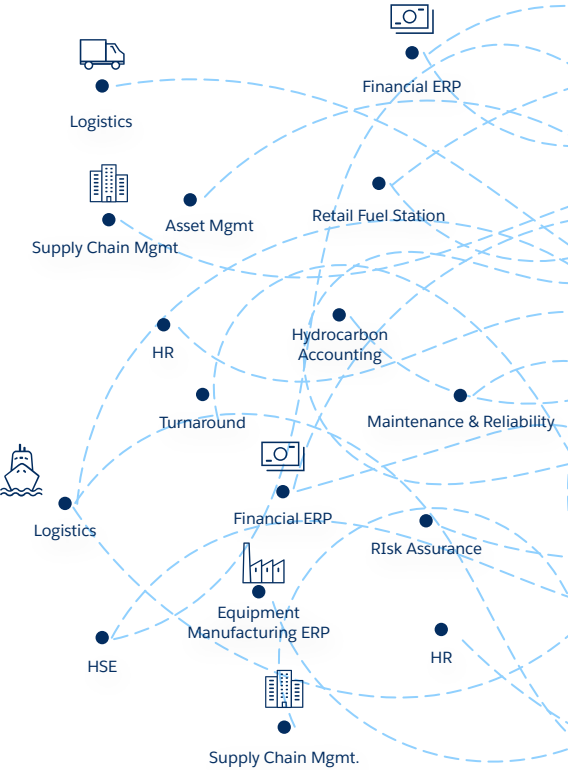 Financial ERP
Logistics
Retail Fuel Station
Asset Mgmt
Supply Chain Mgmt
Hydrocarbon
Accounting
HR
Turnaround
Maintenance & Reliability
Financial ERP
Logistics
RIsk Assurance
Equipment
Manufacturing ERP
HR
HSE
Supply Chain Mgmt.